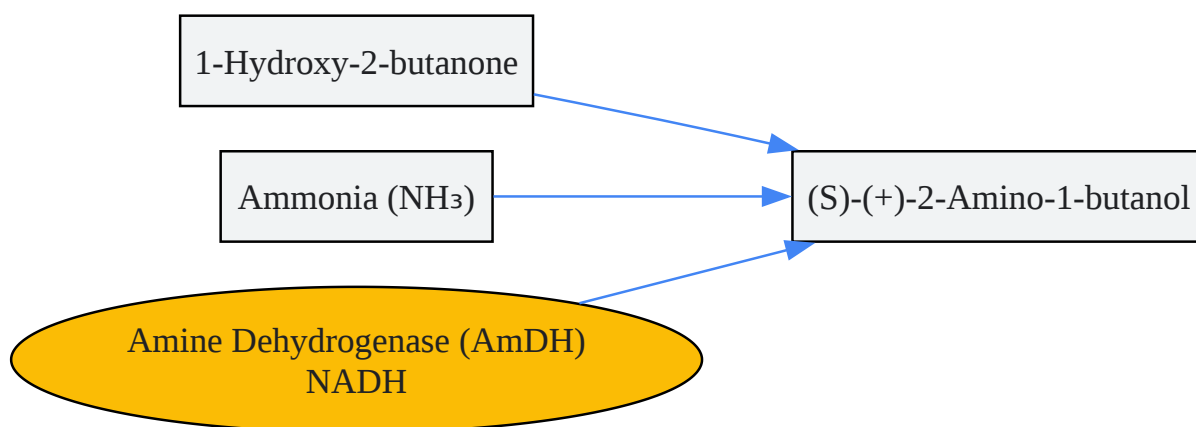 1-Hydroxy-2-butanone
Ammonia (NH₃)
(S)-(+)-2-Amino-1-butanol
Amine Dehydrogenase (AmDH)
NADH